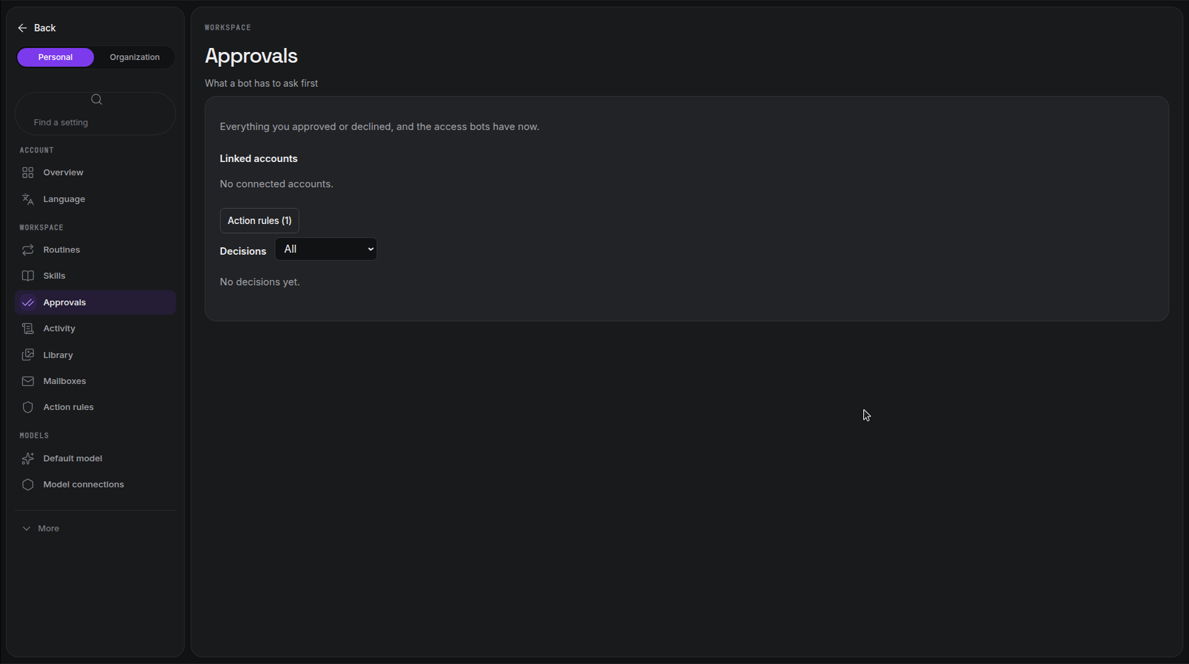 Back
Personal
Organization
Find a setting
ACCOUNT
Overview
Language
WORKSPACE
Routines
Skills
Approvals
Activity
Library
Mailboxes
Action rules
MODELS
Default model
Model connections
More
WORKSPACE
Approvals
What a bot has to ask first
Everything you approved or declined, and the access bots have now.
Linked accounts
No connected accounts.
Action rules (1)
Decisions All
No decisions yet.